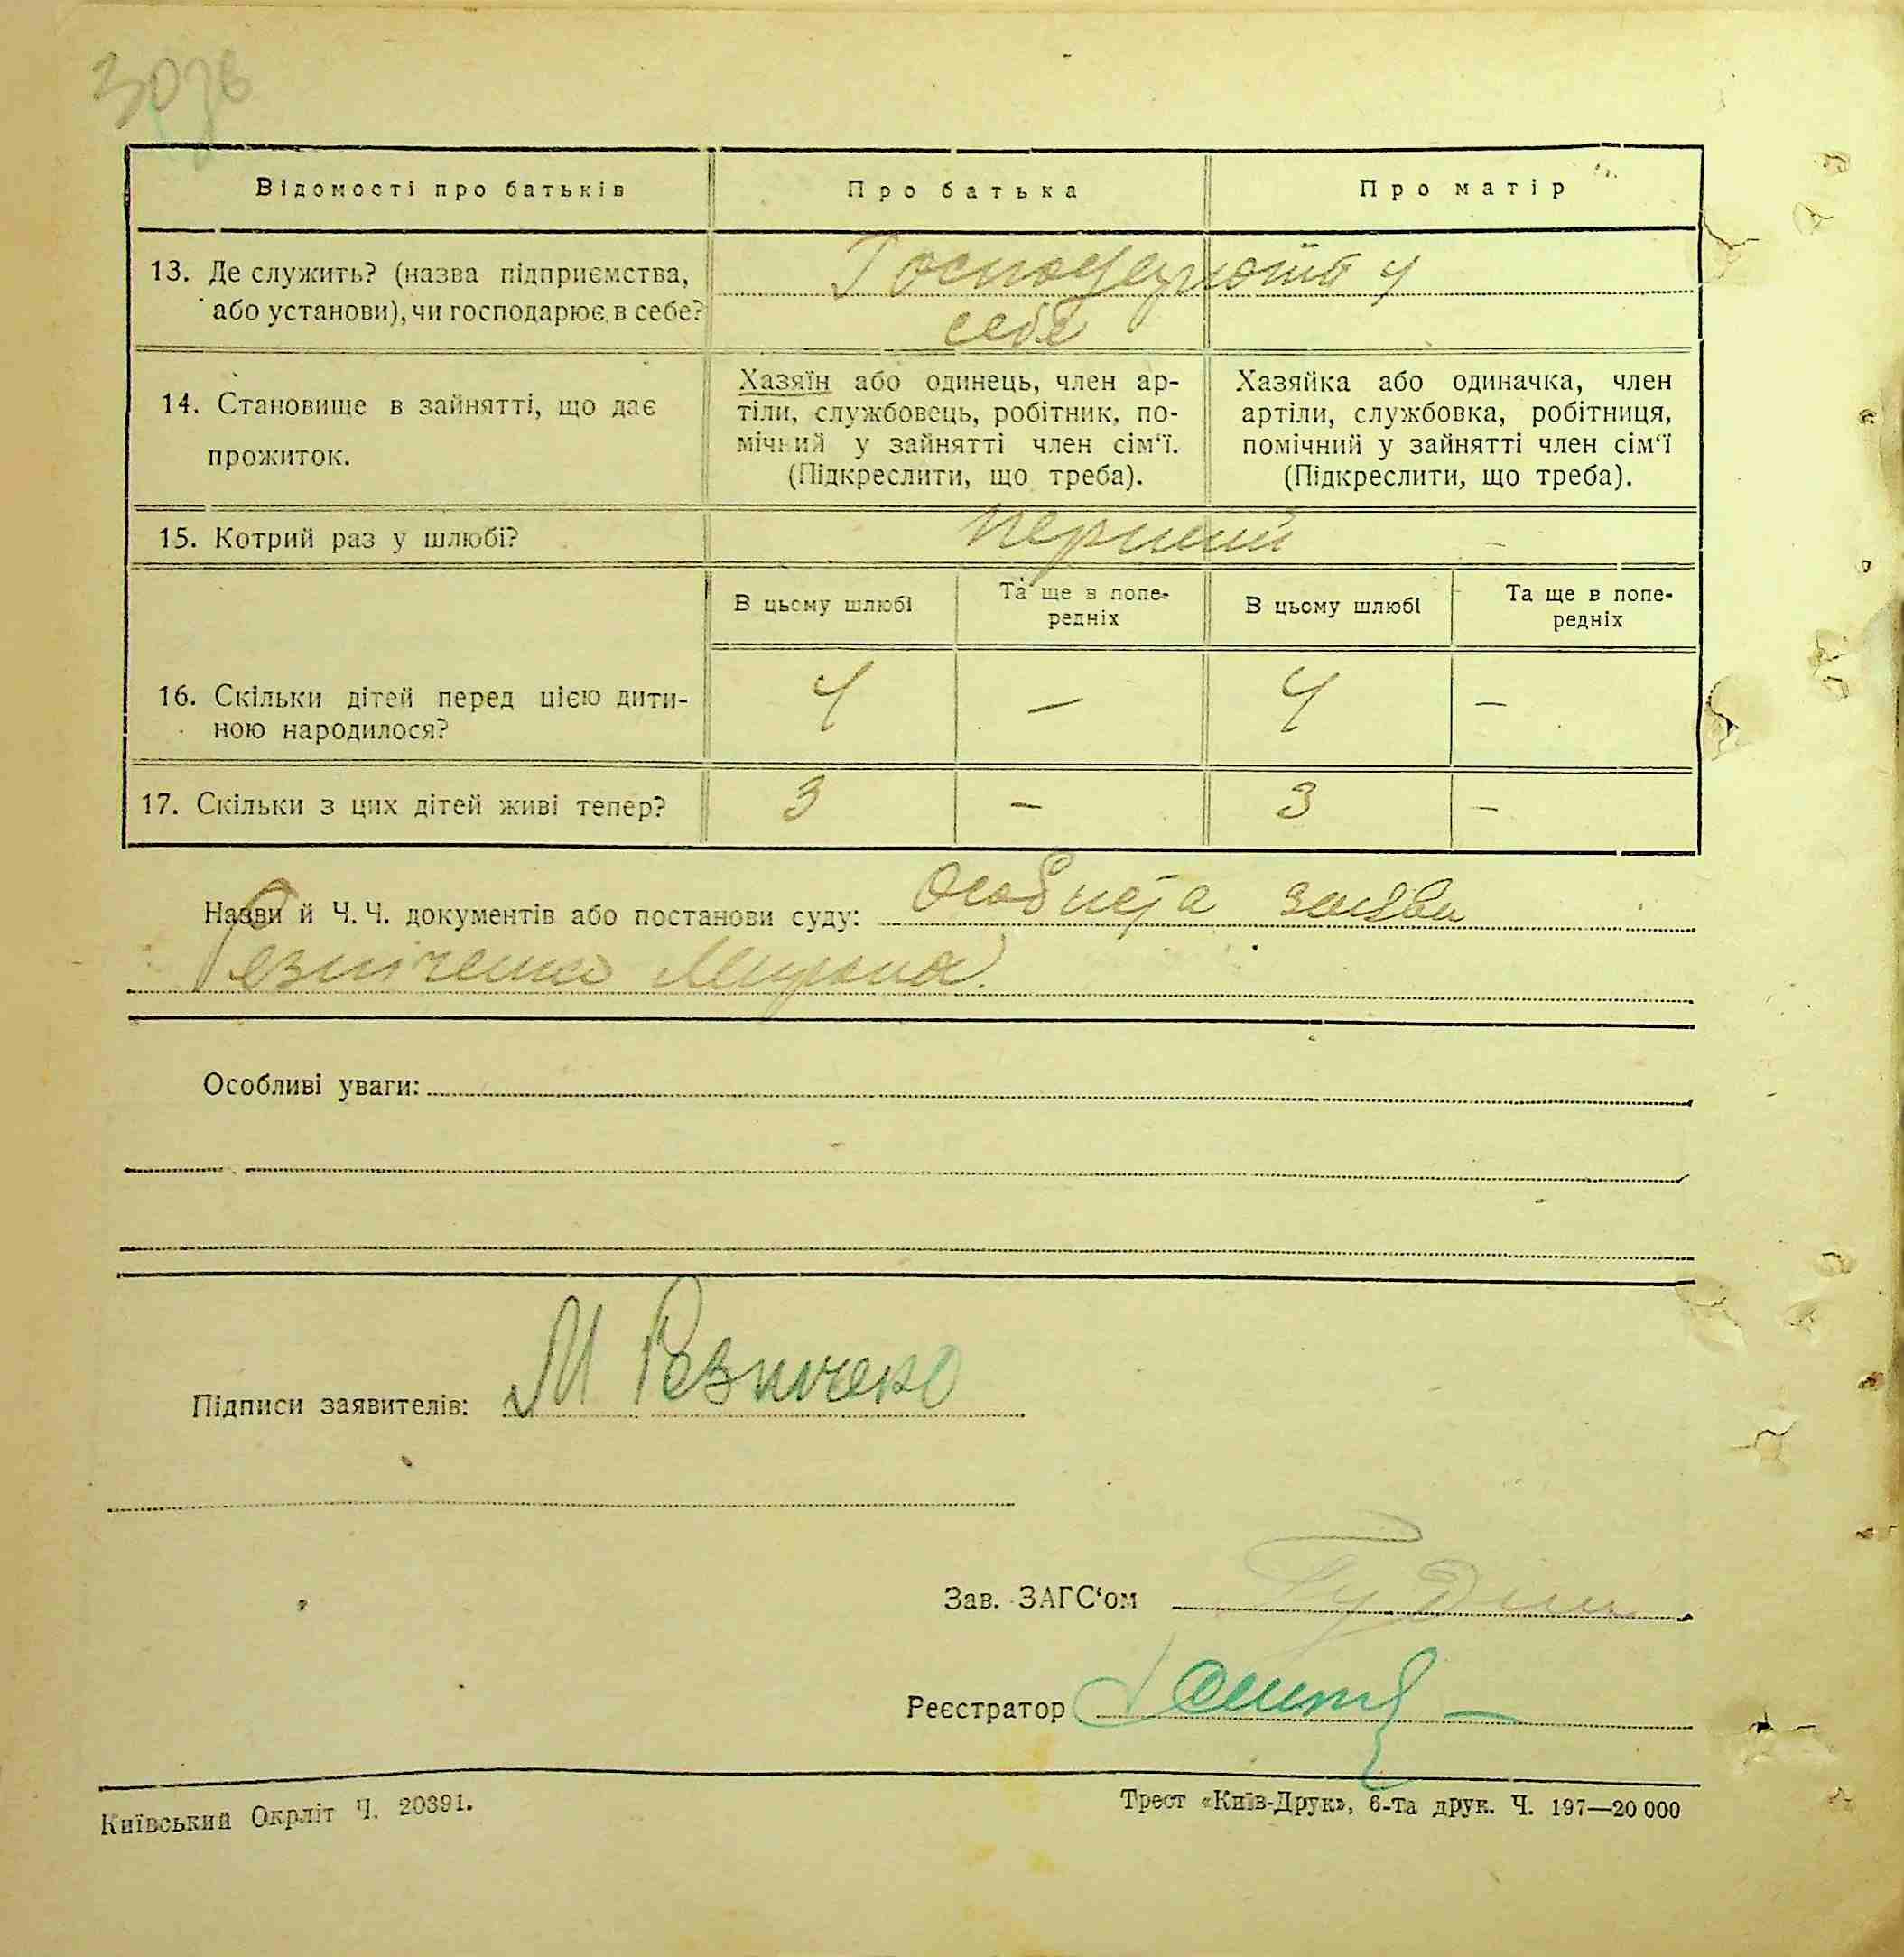 30зв
Відомості про батьків
Про батька
Про матір
13. Де служить? (назва підприємства,
або установи), чи господарює в себе?
Господарюють у
себе
14. Становище в зайнятті, що дає
прожиток.
Хазяїн або одинець, член ар-
тіли, службовець, робітник, по-
мічний у зайнятті член сім‘ї.
(Підкреслити, що треба).
Хазяйка або одиначка, член
артіли, службовка, робітниця,
помічний у зайнятті член сім‘ї
(Підкреслити, що треба).
15. Котрий раз у шлюбі?
перший
—
В цьому шлюбі
Та ще в попе-
редніх
В цьому шлюбі
Та ще в попе-
редніх
16. Скільки дітей перед цією дити-
ною народилося?
4 — 4 —
17. Скільки з цих дітей живі тепер?
3 — 3 —
Назви й Ч. Ч. документів або постанови суду: Особиста заява
Резніченка Мирона.
Особливі уваги:
Підписи заявителів: М Резниченко
Зав. ЗАГС‘ом
Реєстратор
Київський Окрліт Ч. 20391.
Трест «Київ-Друк», 6-та друк. Ч. 197—20 000